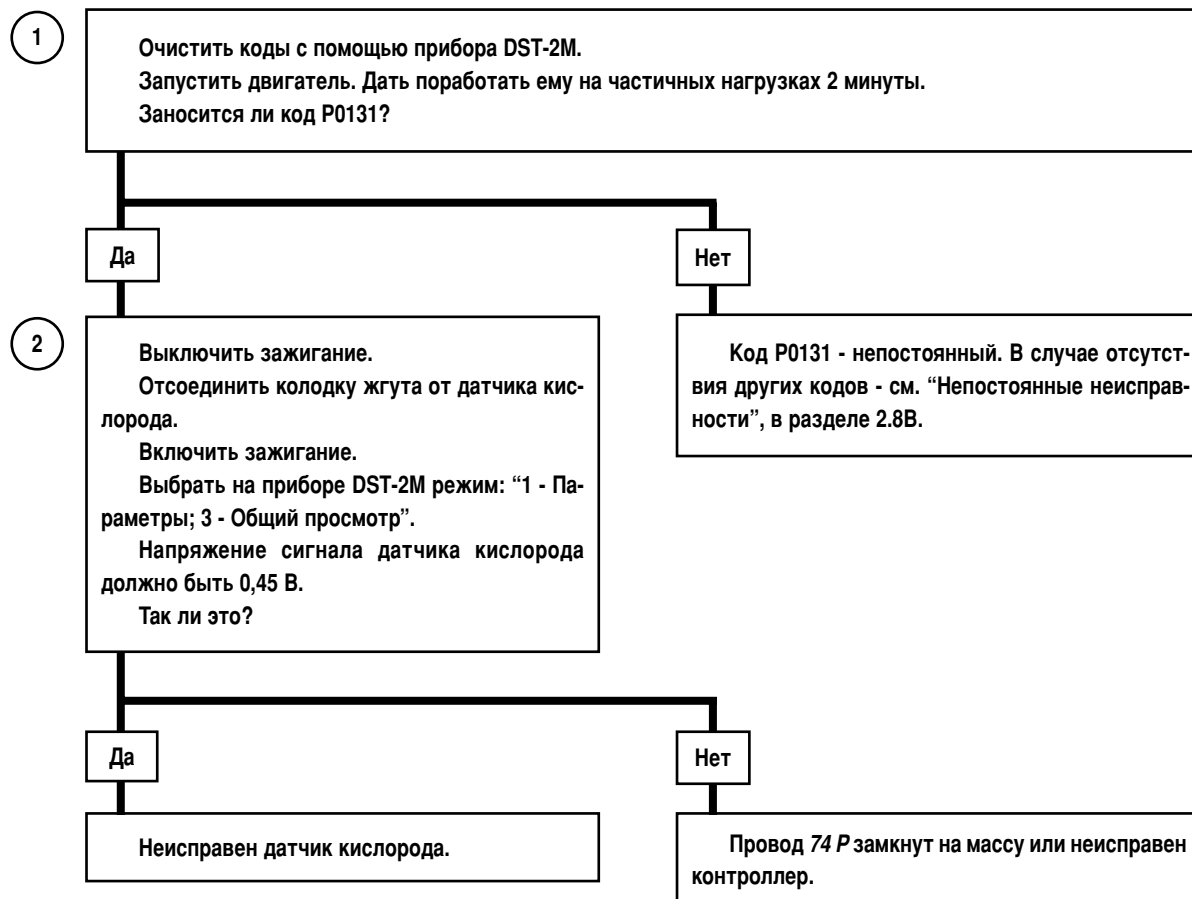 1
Очистить коды с помощью прибора DST-2M.
Запустить двигатель. Дать поработать ему на частичных нагрузках 2 минуты.
Заносится ли код P0131?
Да
Нет
2
Выключить зажигание.
Отсоединить колодку жгута от датчика кис-
лорода.
Включить зажигание.
Выбрать на приборе DST-2M режим: “1 - Па-
раметры; 3 - Общий просмотр”.
Напряжение сигнала датчика кислорода
должно быть 0,45 В.
Так ли это?
Код P0131 - непостоянный. В случае отсутст-
вия других кодов - см. “Непостоянные неисправ-
ности”, в разделе 2.8В.
Да
Нет
Неисправен датчик кислорода.
Провод 74 Р замкнут на массу или неисправен
контроллер.